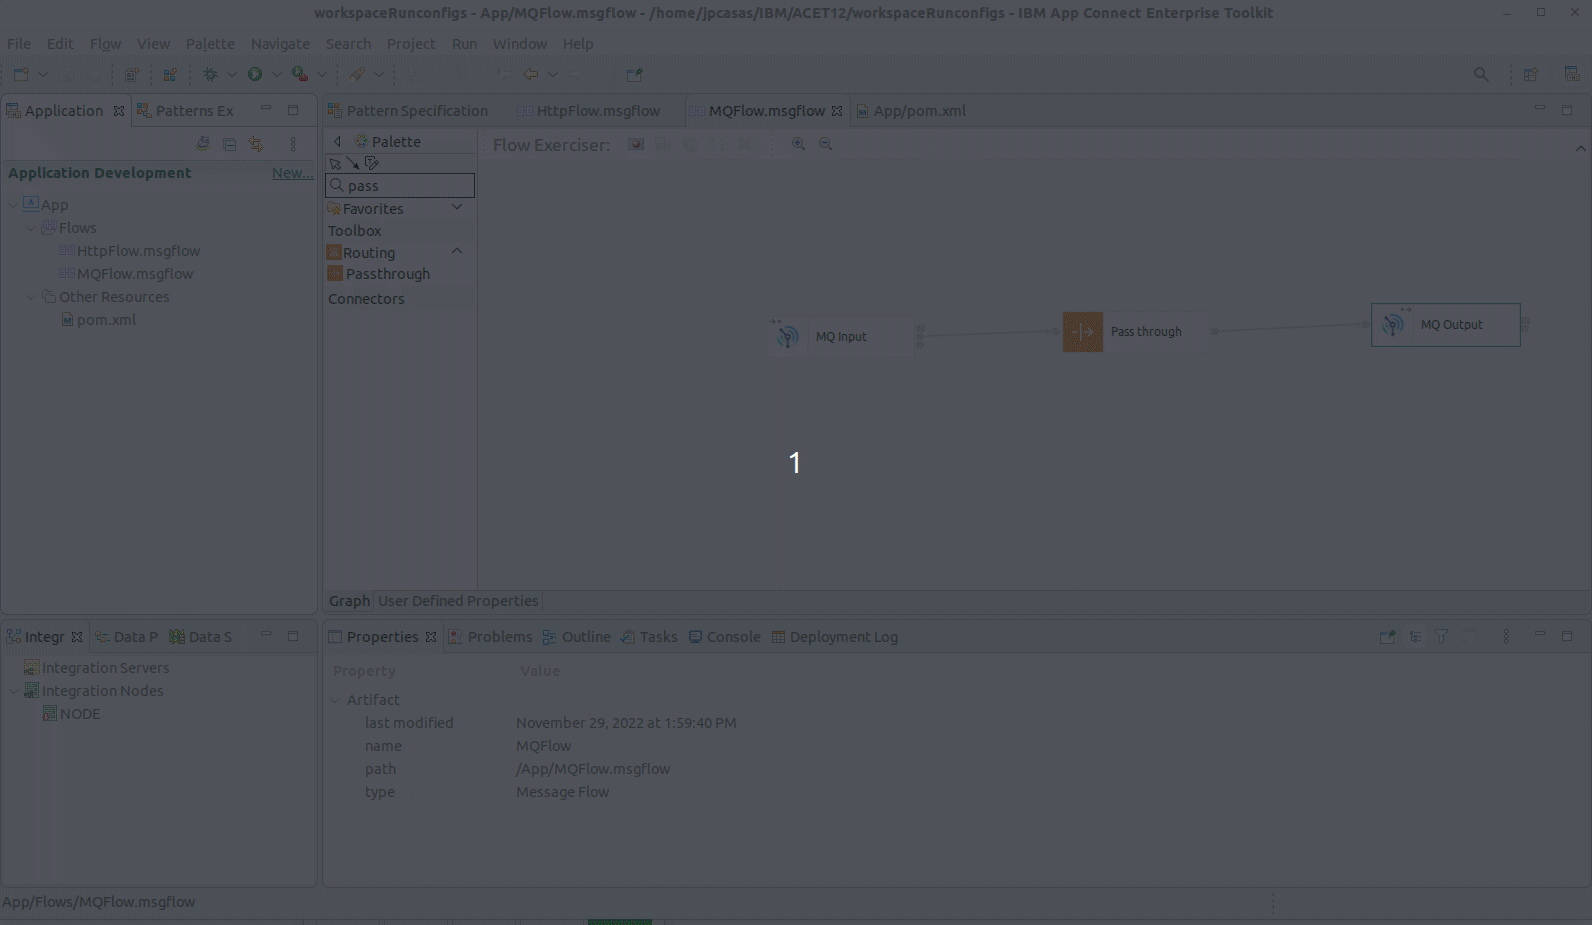 workspaceRunconfigs - App/MQFlow.msgflow - /home/jpcasas/IBM/ACET12/workspaceRunconfigs - IBM App Connect Enterprise Toolkit
File Edit Flow View Palette Navigate Search Project Run Window Help
Application Patterns Ex
Application Development New...
App
Flows
HttpFlow.msgflow
MQFlow.msgflow
Other Resources
pom.xml
Pattern Specification HttpFlow.msgflow MQFlow.msgflow App/pom.xml
Palette
pass
Favorites
Toolbox
Routing
Passthrough
Connectors
Flow Exerciser:
MQ Input Pass through MQ Output
1
Graph User Defined Properties
Integr Data P Data S
Integration Servers
Integration Nodes
NODE
Properties Problems Outline Tasks Console Deployment Log
Property Value
Artifact
last modified November 29, 2022 at 1:59:40 PM
name MQFlow
path /App/MQFlow.msgflow
type Message Flow
App/Flows/MQFlow.msgflow